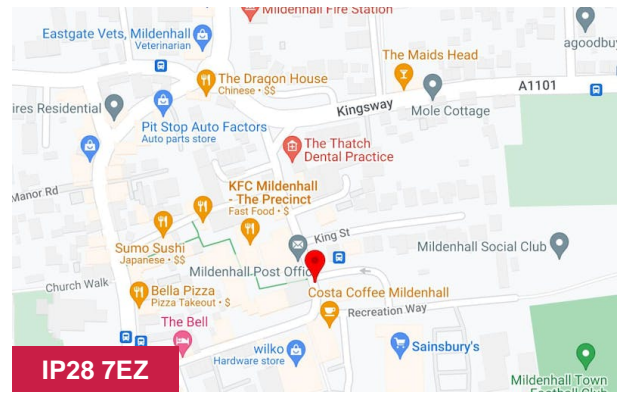 Mildenhall Fire Station
Eastgate Vets, Mildenhall
Veterinarian
The Maids Head
agoodbuy
The Dragon House
Chinese • $$
A1101
ires Residential
Kingsway
Mole Cottage
Pit Stop Auto Factors
Auto parts store
The Thatch
Dental Practice
KFC Mildenhall
- The Precinct
Fast Food • $
Manor Rd
King St
Sumo Sushi
Japanese • $$
Mildenhall Social Club
Mildenhall Post Offic
Church Walk
Bella Pizza
Pizza Takeout • $
Costa Coffee Mildenhall
Recreation Way
The Bell
wilko
Hardware store
Sainsbury's
IP28 7EZ
Mildenhall Town
Football Club